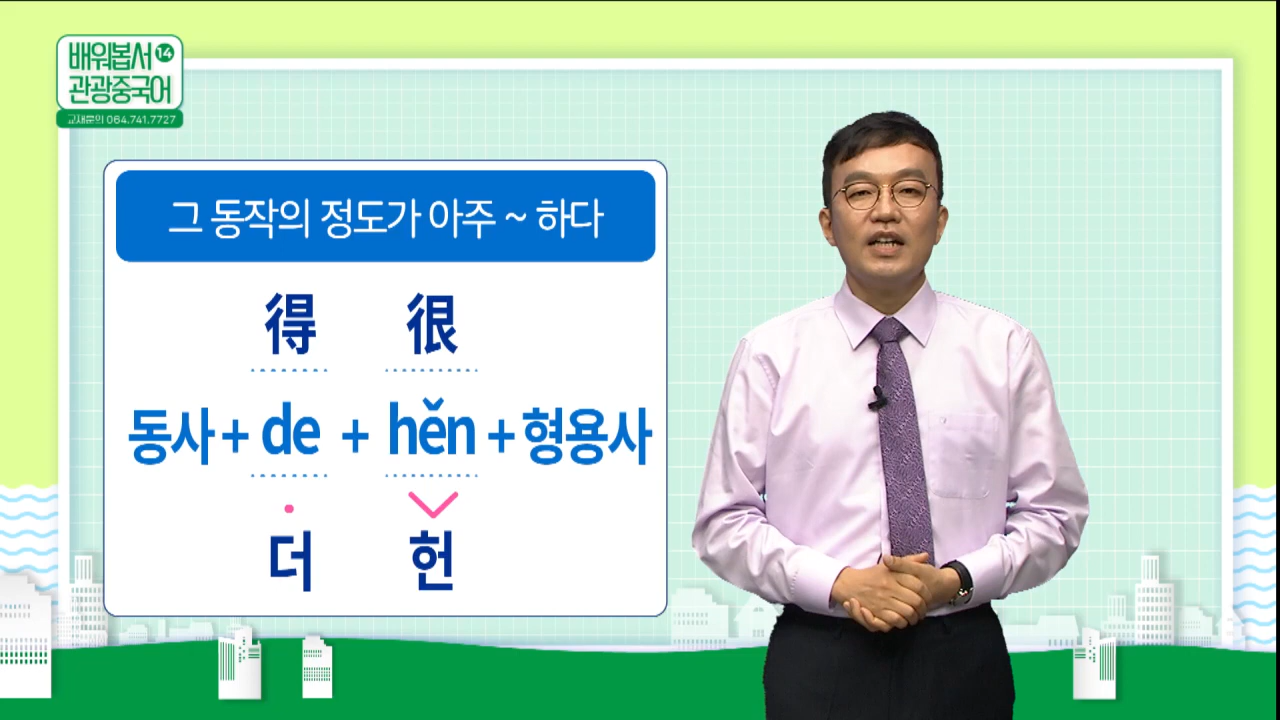 배워봅서 14
관광중국어
교재문의 064.741.7727
그 동작의 정도가 아주 ~ 하다
得 很
동사 + de + hěn + 형용사
더 헌